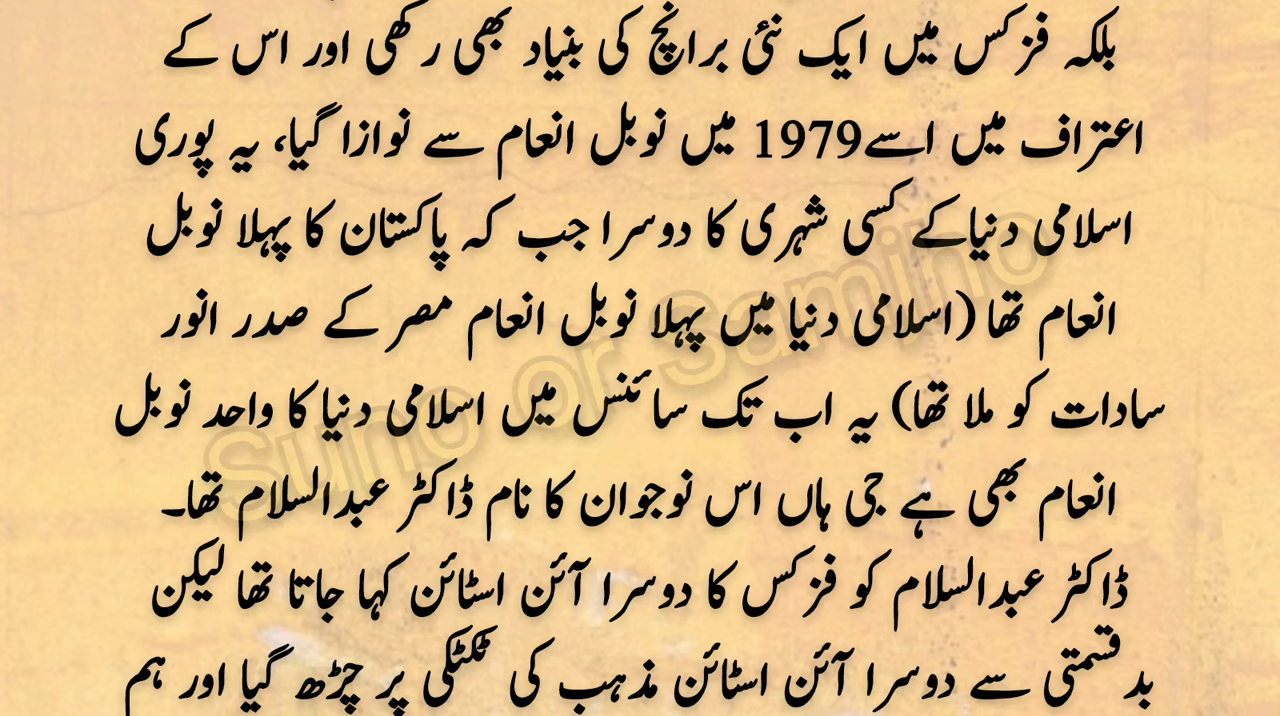 بلکہ فزکس میں ایک نئی برانچ کی بنیاد بھی رکھی اور اس کے
اعتراف میں اسے1979 میں نوبل انعام سے نوازا گیا، یہ پوری
اسلامی دنیاکے کسی شہری کا دوسرا جب کہ پاکستان کا پہلا نوبل
انعام تھا (اسلامی دنیا میں پہلا نوبل انعام مصر کے صدر انور
سادات کو ملا تھا) یہ اب تک سائنس میں اسلامی دنیا کا واحد نوبل
انعام بھی ہے جی ہاں اس نوجوان کا نام ڈاکٹر عبدالسلام تھا۔
ڈاکٹر عبدالسلام کو فزکس کا دوسرا آئن اسٹائن کہا جاتا تھا لیکن
بدقسمتی سے دوسرا آئن اسٹائن مذہب کی ٹکٹکی پر چڑھ گیا اور ہم
Suno or Samjno